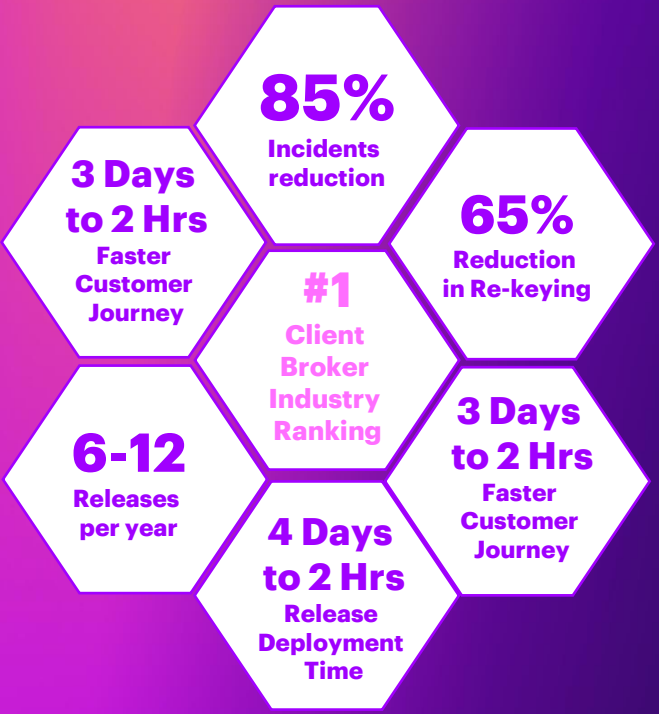 85%
Incidents
reduction
3 Days
to 2 Hrs
Faster
Customer
Journey
65%
Reduction
in Re-keying
#1
Client
Broker
Industry
Ranking
6-12
Releases
per year
3 Days
to 2 Hrs
Faster
Customer
Journey
4 Days
to 2 Hrs
Release
Deployment
Time